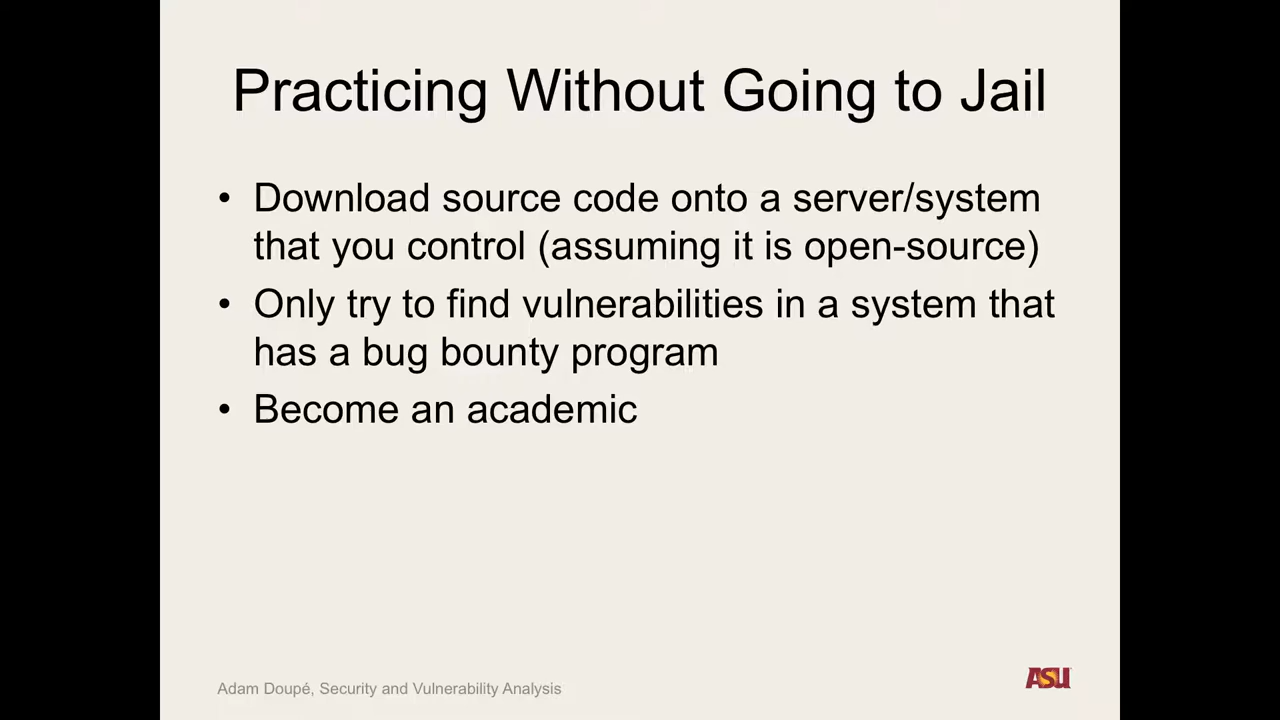 Practicing Without Going to Jail
• Download source code onto a server/system
that you control (assuming it is open-source)
• Only try to find vulnerabilities in a system that
has a bug bounty program
• Become an academic
Adam Doupé, Security and Vulnerability Analysis
ASU